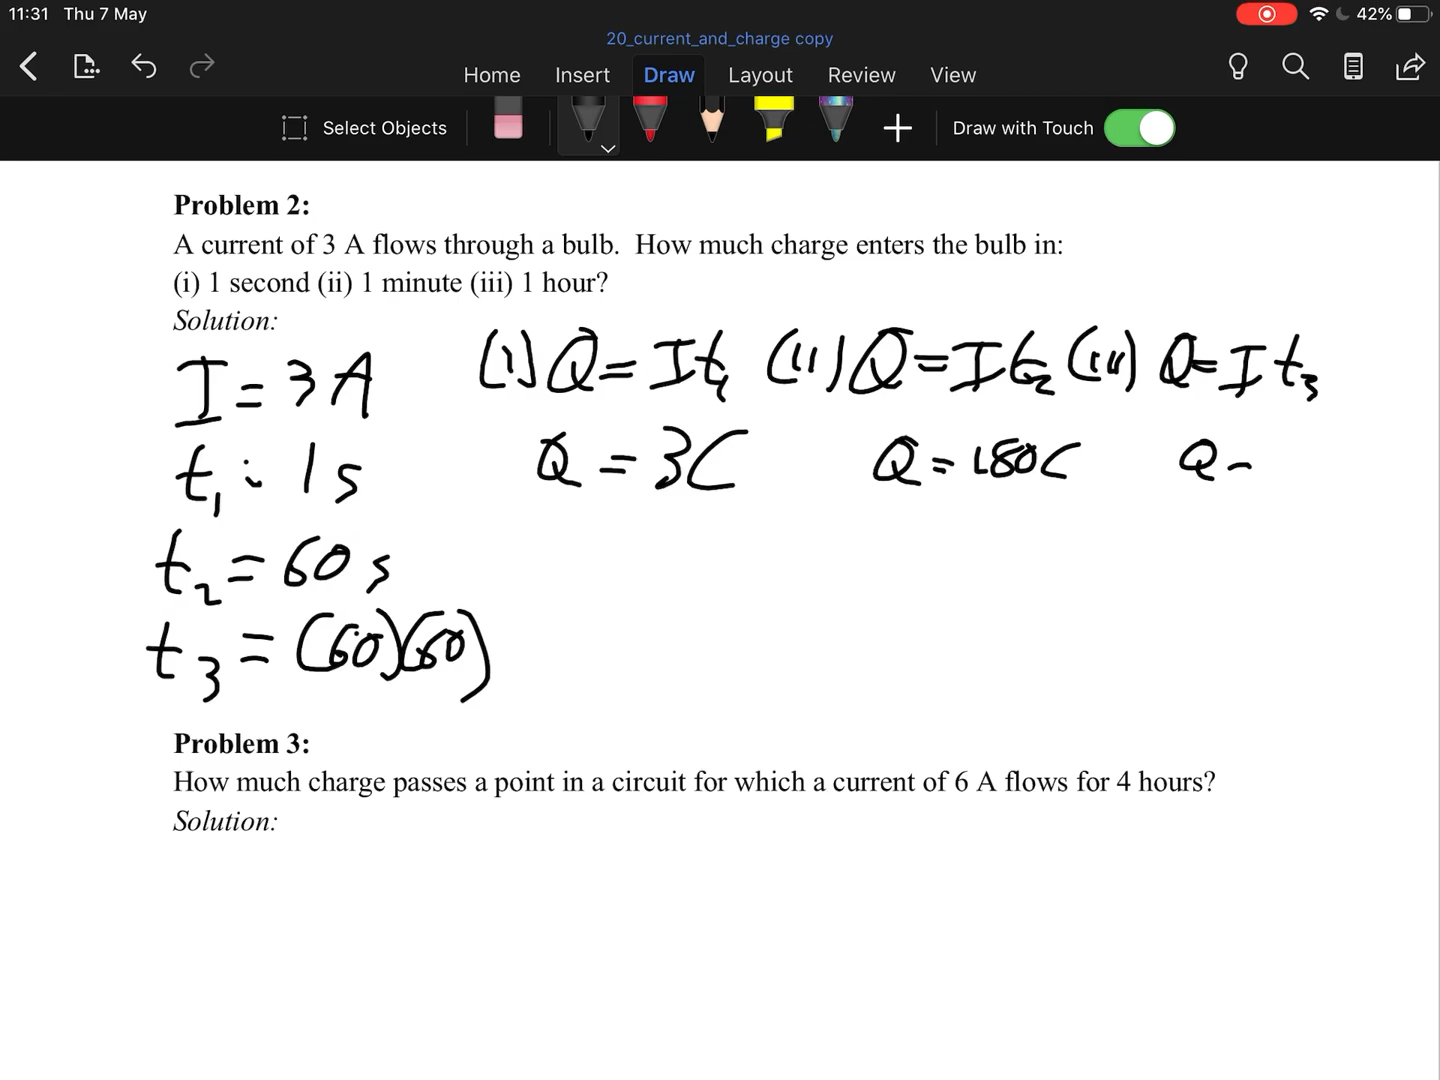 11:31 Thu 7 May 42%
20_current_and_charge copy
Home Insert Draw Layout Review View
Select Objects Draw with Touch
Problem 2:
A current of 3 A flows through a bulb. How much charge enters the bulb in:
(i) 1 second (ii) 1 minute (iii) 1 hour?
Solution:
I = 3 A (i) Q = It₁ (ii) Q = It₂ (iii) Q = It₃
t₁ : 1 s Q = 3C Q = 180C Q -
t₂ = 60 s
t₃ = (60)(60)
Problem 3:
How much charge passes a point in a circuit for which a current of 6 A flows for 4 hours?
Solution: